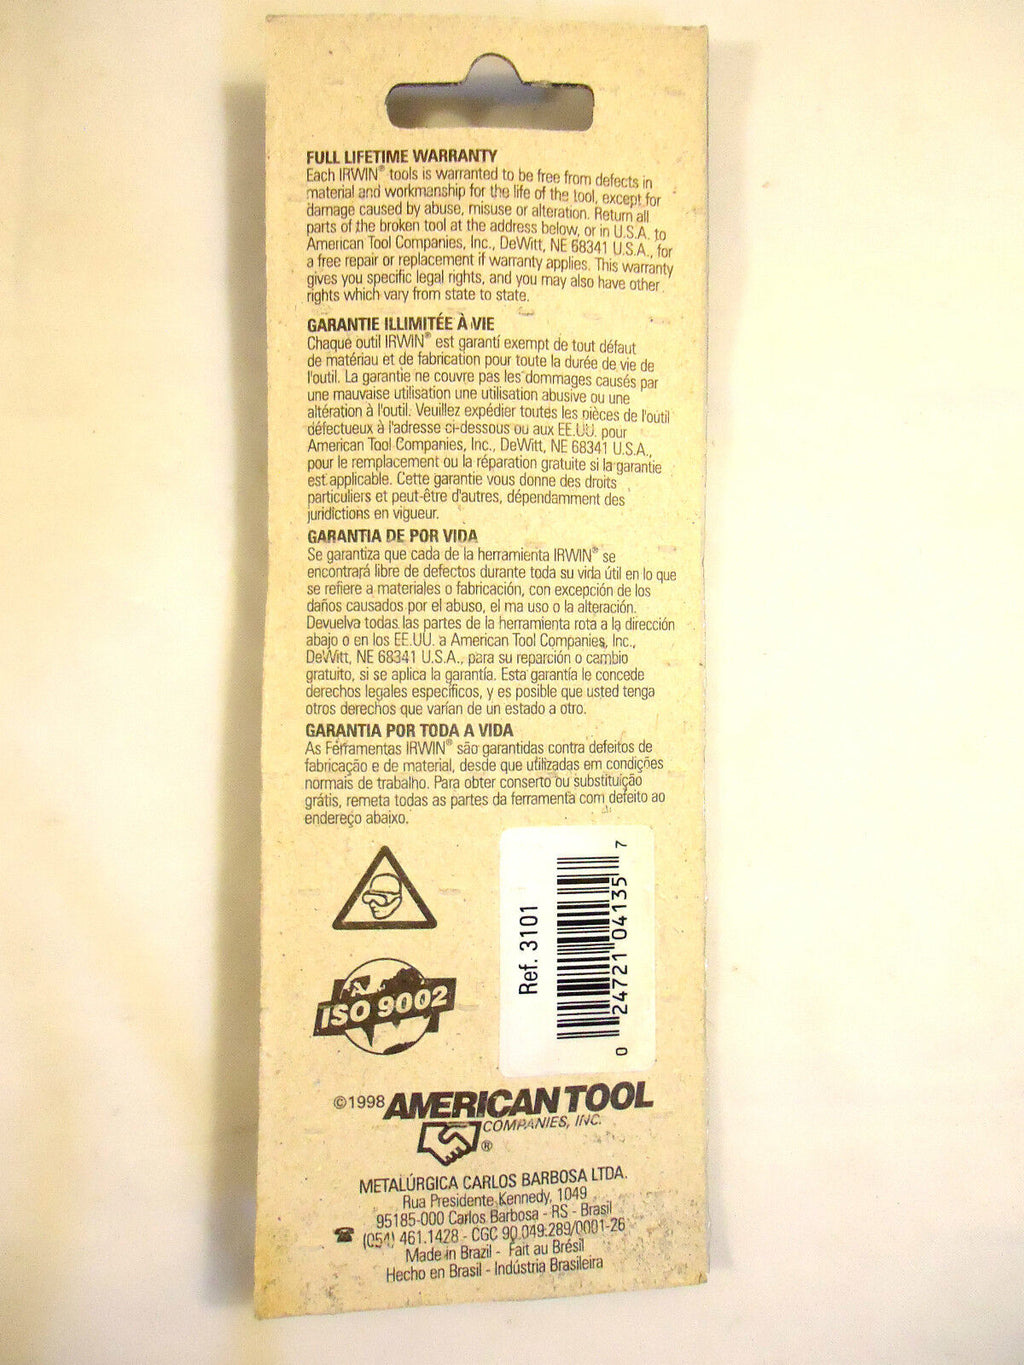 FULL LIFETIME WARRANTY
Each IRWIN® tools is warranted to be free from defects in
material and workmanship for the life of the tool, except for
damage caused by abuse, misuse or alteration. Return all
parts of the broken tool at the address below, or in U.S.A. to
American Tool Companies, Inc., DeWitt, NE 68341 U.S.A., for
a free repair or replacement if warranty applies. This warranty
gives you specific legal rights, and you may also have other
rights which vary from state to state.
GARANTIE ILLIMITÉE À VIE
Chaque outil IRWIN® est garantí exempt de tout défaut
de matériau et de fabrication pour toute la durée de vie de
l'outil. La garantie ne couvre pas les dommages causés par
une mauvaise utilisation une utilisation abusive ou une
altération à l'outil. Veuillez expédier toutes les pièces de l'outil
défectueux à l'adresse ci-dessous ou aux EE.UU. pour
American Tool Companies, Inc., DeWitt, NE 68341 U.S.A.,
pour le remplacement ou la réparation gratuite si la garantie
est applicable. Cette garantie vous donne des droits
particuliers et peut-être d'autres, dépendamment des
juridictions en vigueur.
GARANTIA DE POR VIDA
Se garantiza que cada de la herramienta IRWIN® se
encontrará libre de defectos durante toda su vida útil en lo que
se refiere a materiales o fabricación, con excepción de los
daños causados por el abuso, el ma uso o la alteración.
Devuelva todas las partes de la herramienta rota a la dirección
abajo o en los EE.UU. a American Tool Companies, Inc.,
DeWitt, NE 68341 U.S.A., para su reparción o cambio
gratuito, si se aplica la garantía. Esta garantía le concede
derechos legales específicos, y es posible que usted tenga
otros derechos que varían de un estado a otro.
GARANTIA POR TODA A VIDA
As Ferramentas IRWIN® são garantidas contra defeitos de
fabricação e de material, desde que utilizadas em condições
normais de trabalho. Para obter conserto ou substituição
grátis, remeta todas as partes da ferramenta com defeito ao
endereço abaixo.
Ref. 3101
0 24721 04135 7
ISO 9002
©1998 AMERICAN TOOL
COMPANIES, INC.
®
METALÚRGICA CARLOS BARBOSA LTDA.
Rua Presidente Kennedy, 1049
95185-000 Carlos Barbosa - RS - Brasil
(054) 461.1428 - CGC 90.049.289/0001-26
Made in Brazil - Fait au Brésil
Hecho en Brasil - Indústria Brasileira